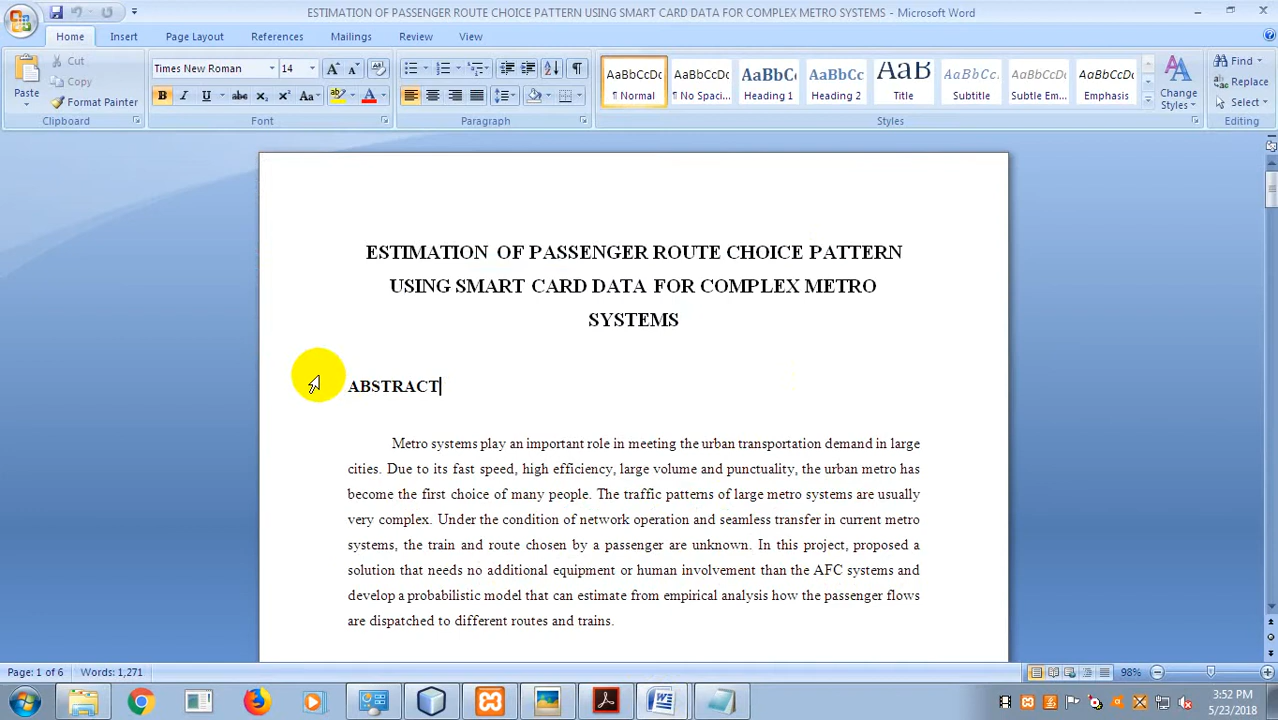 ESTIMATION OF PASSENGER ROUTE CHOICE PATTERN USING SMART CARD DATA FOR COMPLEX METRO SYSTEMS - Microsoft Word
Home Insert Page Layout References Mailings Review View
Paste
Cut
Copy
Format Painter
Clipboard
Times New Roman 14
B I U abc x₂ x² Aa
Font
Paragraph
AaBbCcDc AaBbCcDc AaBbCc AaBbCc AaB AaBbCc. AaBbCcDc AaBbCcDc
¶ Normal ¶ No Spaci... Heading 1 Heading 2 Title Subtitle Subtle Em... Emphasis
Styles
Change
Styles
Find
Replace
Select
Editing
ESTIMATION OF PASSENGER ROUTE CHOICE PATTERN
USING SMART CARD DATA FOR COMPLEX METRO
SYSTEMS
ABSTRACT
Metro systems play an important role in meeting the urban transportation demand in large
cities. Due to its fast speed, high efficiency, large volume and punctuality, the urban metro has
become the first choice of many people. The traffic patterns of large metro systems are usually
very complex. Under the condition of network operation and seamless transfer in current metro
systems, the train and route chosen by a passenger are unknown. In this project, proposed a
solution that needs no additional equipment or human involvement than the AFC systems and
develop a probabilistic model that can estimate from empirical analysis how the passenger flows
are dispatched to different routes and trains.
Page: 1 of 6 Words: 1,271 98%
3:52 PM
5/23/2018